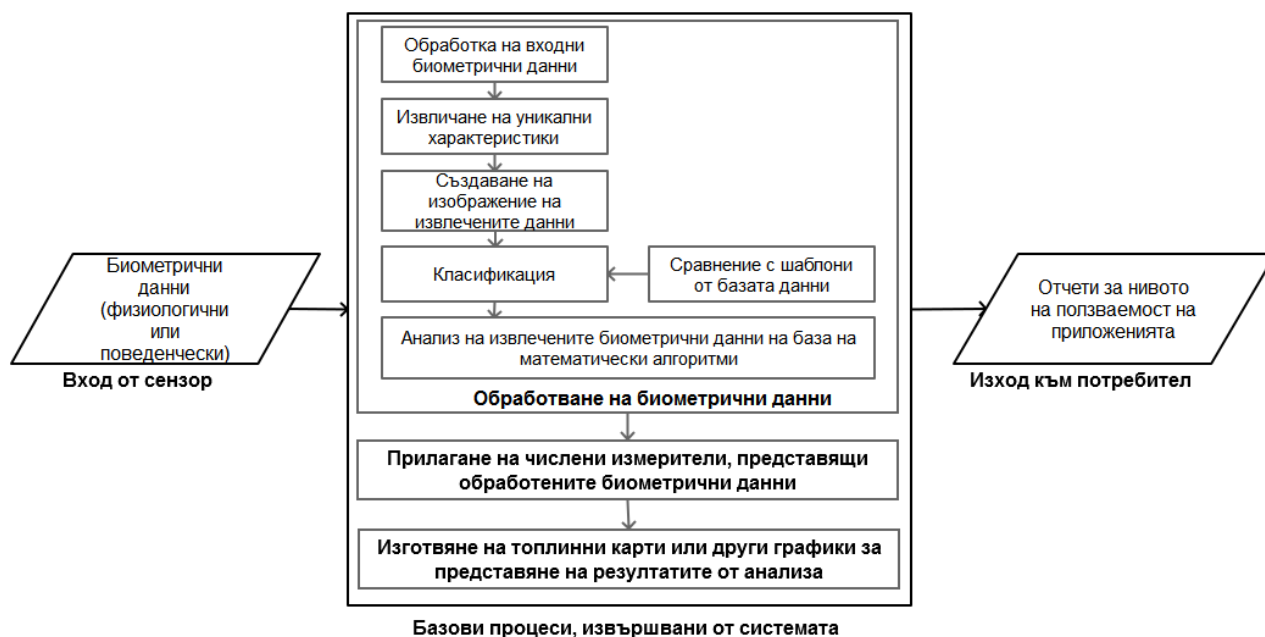 Обработка на входни
биометрични данни
Извличане на уникални
характеристики
Създаване на
изображение на
извлечените данни
Класификация
Сравнение с шаблони
от базата данни
Анализ на извлечените биометрични данни на база на
математически алгоритми
Обработване на биометрични данни
Биометрични
данни
(физиологични
или
поведенчески)
Вход от сензор
Прилагане на числени измерители, представящи
обработените биометрични данни
Изготвяне на топлинни карти или други графики за
представяне на резултатите от анализа
Базови процеси, извършвани от системата
Отчети за нивото
на ползваемост на
приложенията
Изход към потребител